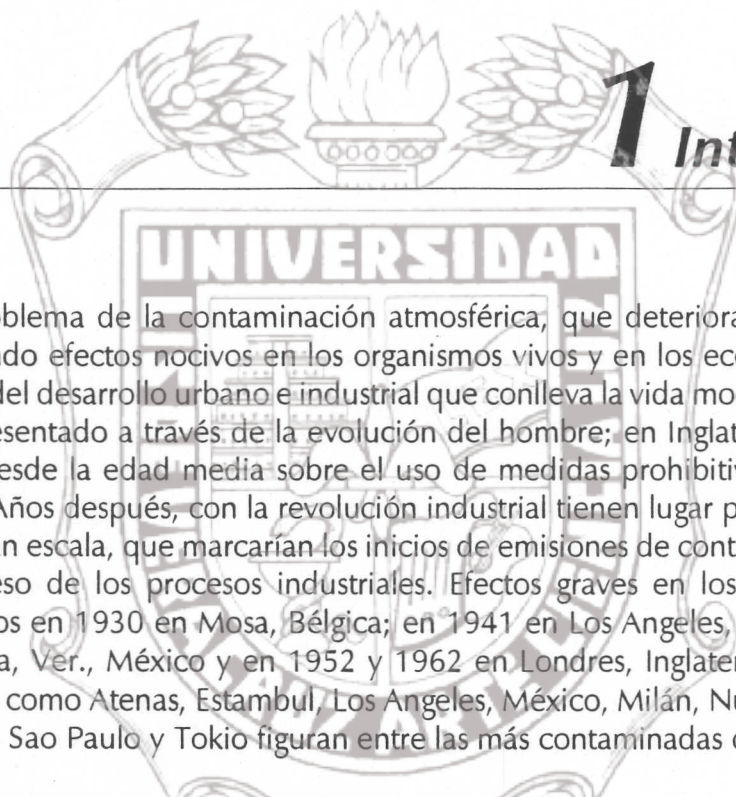 1 Int
UNIVERSIDAD
oblema de la contaminación atmosférica, que deteriora
ndo efectos nocivos en los organismos vivos y en los eco
del desarrollo urbano e industrial que conlleva la vida mo
esentado a través de la evolución del hombre; en Inglat
desde la edad media sobre el uso de medidas prohibitiv
Años después, con la revolución industrial tienen lugar p
an escala, que marcarían los inicios de emisiones de cont
eso de los procesos industriales. Efectos graves en los
os en 1930 en Mosa, Bélgica; en 1941 en Los Angeles,
a, Ver., México y en 1952 y 1962 en Londres, Inglater
como Atenas, Estambul, Los Angeles, México, Milán, Nu
Sao Paulo y Tokio figuran entre las más contaminadas d